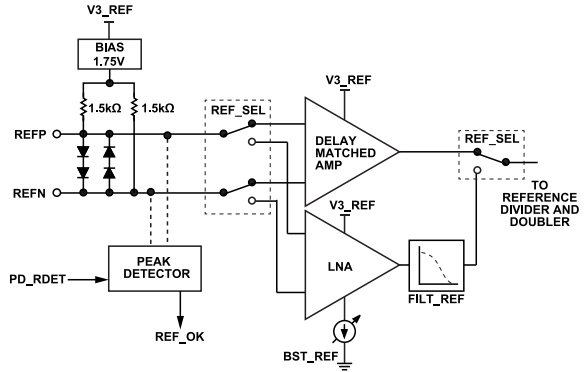 V3_REF
BIAS
1.75V
1.5kΩ
1.5kΩ
REFP
REFN
REF_SEL
V3_REF
DELAY
MATCHED
AMP
REF_SEL
TO
REFERENCE
DIVIDER AND
DOUBLER
V3_REF
LNA
FILT_REF
BST_REF
PD_RDET
PEAK
DETECTOR
REF_OK